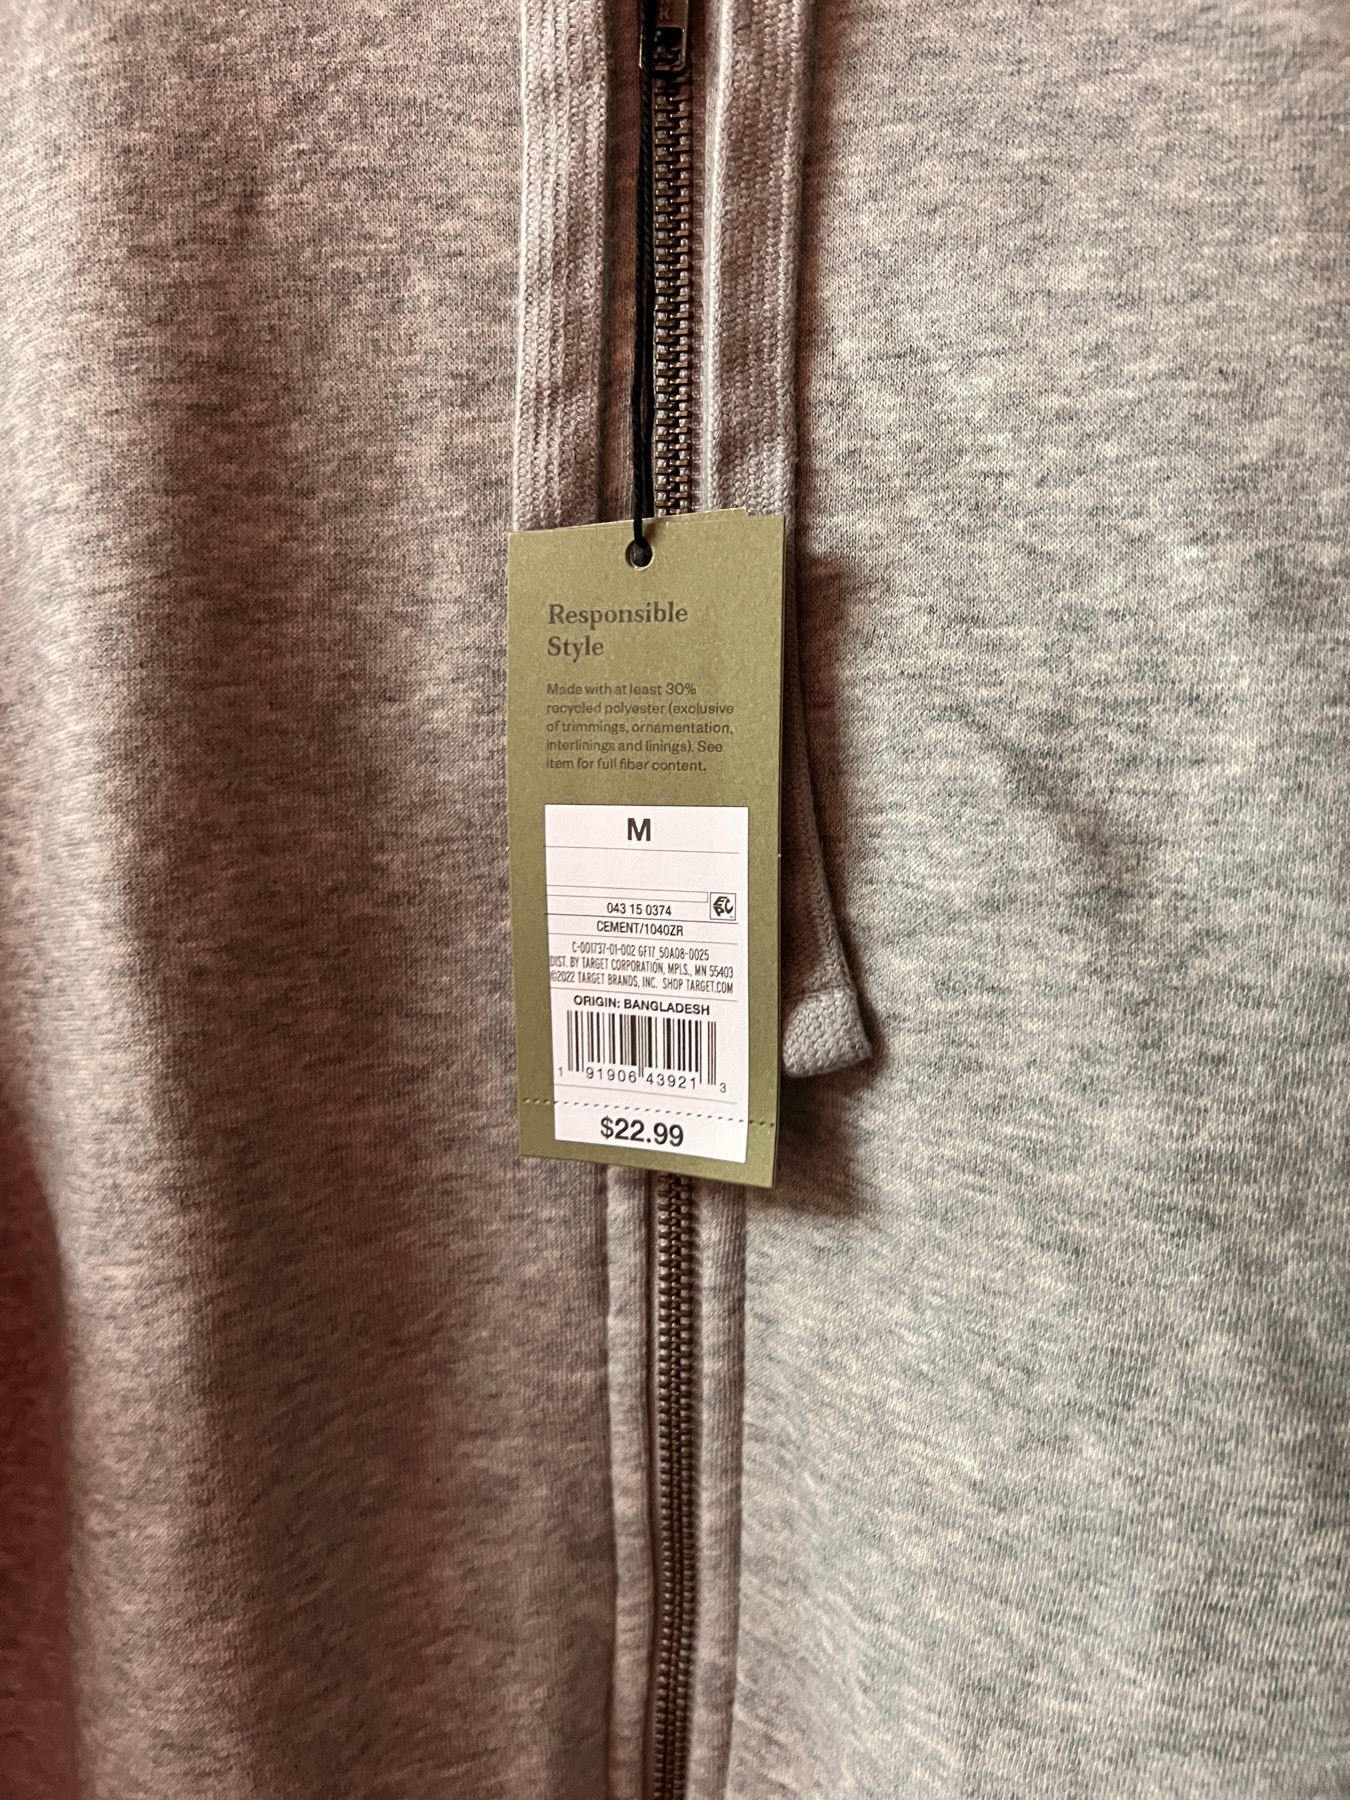 Responsible
Style
Made with at least 30%
recycled polyester (exclusive
of trimmings, ornamentation,
interlinings and linings). See
item for full fiber content.
M
043 15 0374
CEMENT/1040ZR
C-001737-01-002 GF17 50A08-0025
DIST. BY TARGET CORPORATION, MPLS., MN 55403
©2022 TARGET BRANDS, INC. SHOP TARGET.COM
ORIGIN: BANGLADESH
1 91906 43921 3
$22.99